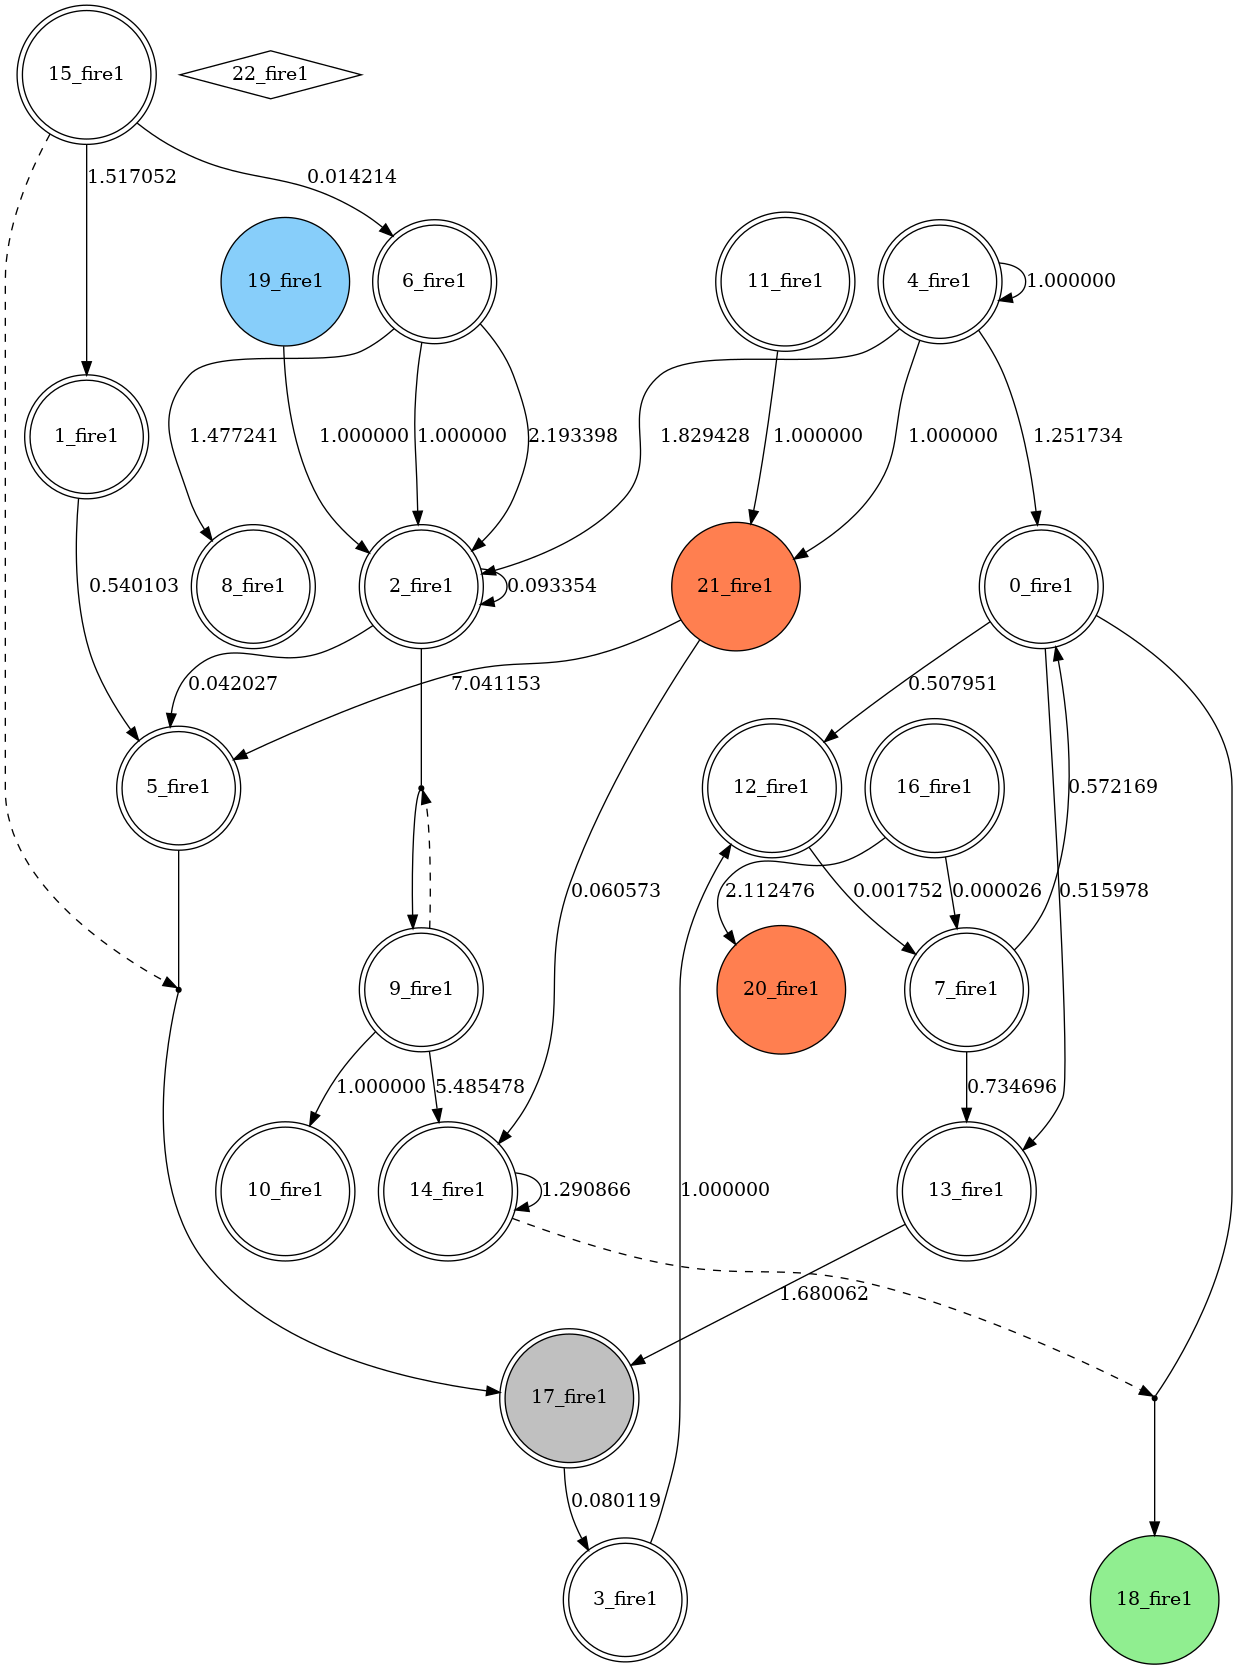 15_fire1
22_fire1
1.517052
0.014214
19_fire1
6_fire1
11_fire1
4_fire1
1.000000
1_fire1
1.477241
1.000000
1.000000
2.193398
1.829428
1.000000
1.000000
1.251734
0.540103
8_fire1
2_fire1
0.093354
21_fire1
0_fire1
0.042027
7.041153
0.507951
5_fire1
12_fire1
16_fire1
0.572169
0.060573
2.112476
0.001752
0.000026
0.515978
9_fire1
20_fire1
7_fire1
1.000000
5.485478
0.734696
10_fire1
14_fire1
1.290866
1.000000
13_fire1
1.680062
17_fire1
0.080119
3_fire1
18_fire1